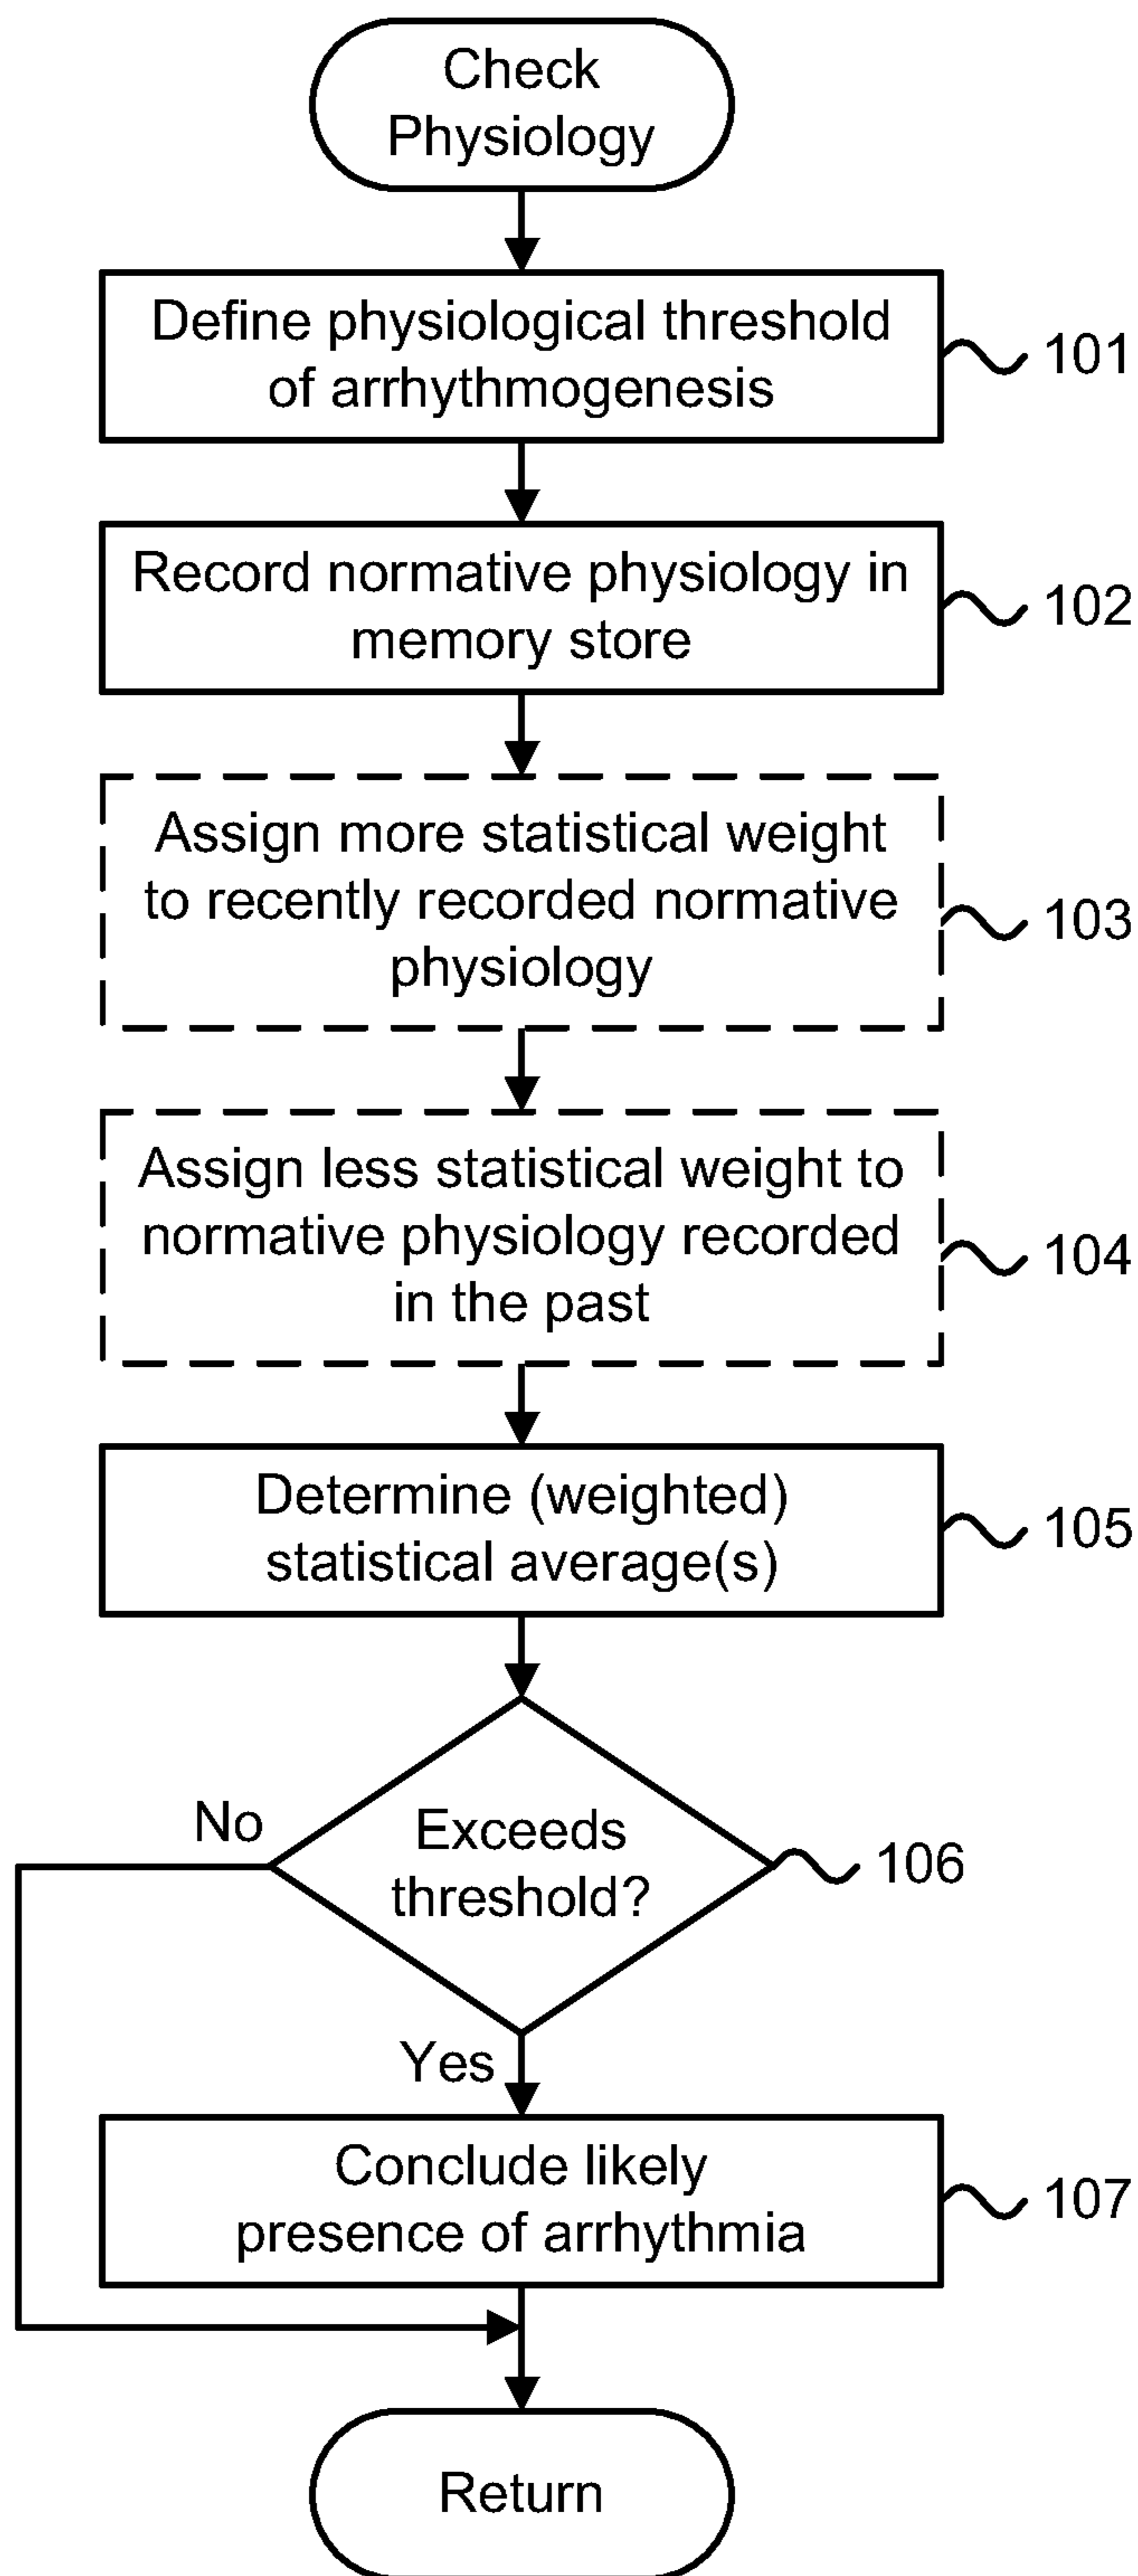 Check
Physiology
Define physiological threshold
of arrhythmogenesis
101
Record normative physiology in
memory store
102
Assign more statistical weight
to recently recorded normative
physiology
103
Assign less statistical weight to
normative physiology recorded
in the past
104
Determine (weighted)
statistical average(s)
105
No
Exceeds
threshold?
106
Yes
Conclude likely
presence of arrhythmia
107
Return